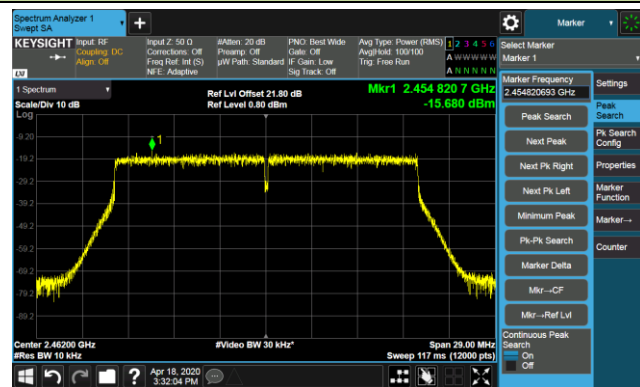 Spectrum Analyzer 1
Swept SA
Marker
KEYSIGHT Input: RF
Coupling: DC
Align: Off
Input Z: 50 Ω
Corrections: Off
Freq Ref: Int (S)
NFE: Adaptive
#Atten: 20 dB
Preamp: Off
µW Path: Standard
PNO: Best Wide
Gate: Off
IF Gain: Low
Sig Track: Off
Avg Type: Power (RMS)
Avg|Hold: 100/100
Trig: Free Run
1 2 3 4 5 6
A W W W W W
A N N N N N
LXI
Select Marker
Marker 1
1 Spectrum
Scale/Div 10 dB
Log
Ref Lvl Offset 21.80 dB
Ref Level 0.80 dBm
Mkr1 2.454 820 7 GHz
-15.680 dBm
1
-9.20
-19.2
-29.2
-39.2
-49.2
-59.2
-69.2
-79.2
-89.2
Center 2.46200 GHz
#Res BW 10 kHz
#Video BW 30 kHz*
Span 29.00 MHz
Sweep 117 ms (12000 pts)
Marker Frequency
2.454820693 GHz
Peak Search
Next Peak
Next Pk Right
Next Pk Left
Minimum Peak
Pk-Pk Search
Marker Delta
Mkr→CF
Mkr→Ref Lvl
Continuous Peak
Search
On
Off
Settings
Peak
Search
Pk Search
Config
Properties
Marker
Function
Marker→
Counter
?
Apr 18, 2020
3:32:04 PM